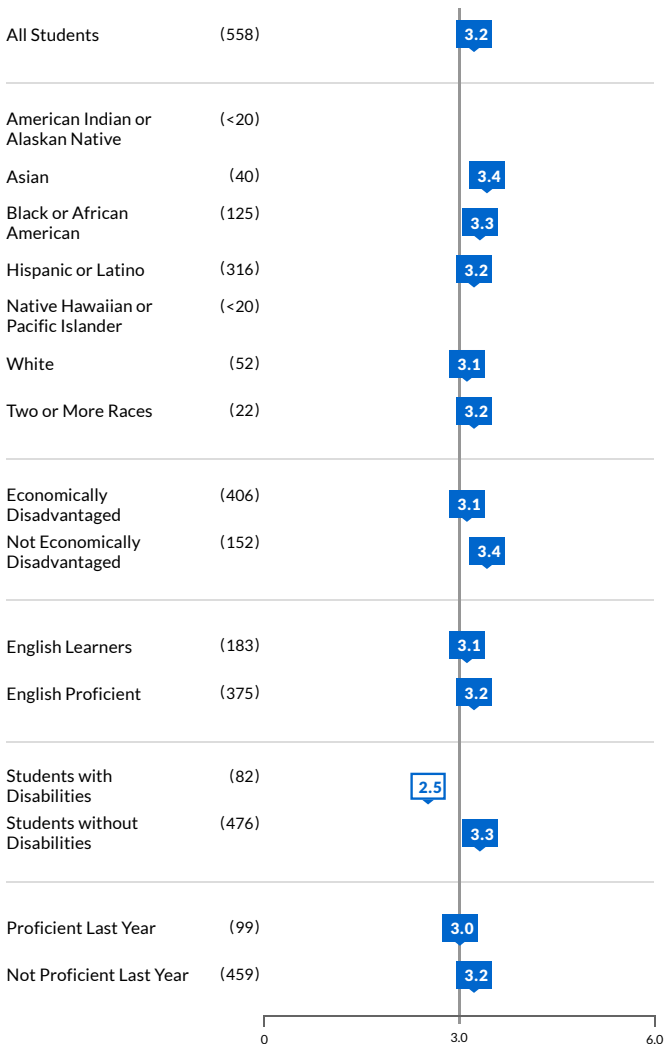 All Students (558) 3.2
American Indian or (<20)
Alaskan Native
Asian (40) 3.4
Black or African (125) 3.3
American
Hispanic or Latino (316) 3.2
Native Hawaiian or (<20)
Pacific Islander
White (52) 3.1
Two or More Races (22) 3.2
Economically (406) 3.1
Disadvantaged
Not Economically (152) 3.4
Disadvantaged
English Learners (183) 3.1
English Proficient (375) 3.2
Students with (82) 2.5
Disabilities
Students without (476) 3.3
Disabilities
Proficient Last Year (99) 3.0
Not Proficient Last Year (459) 3.2
0 3.0 6.0